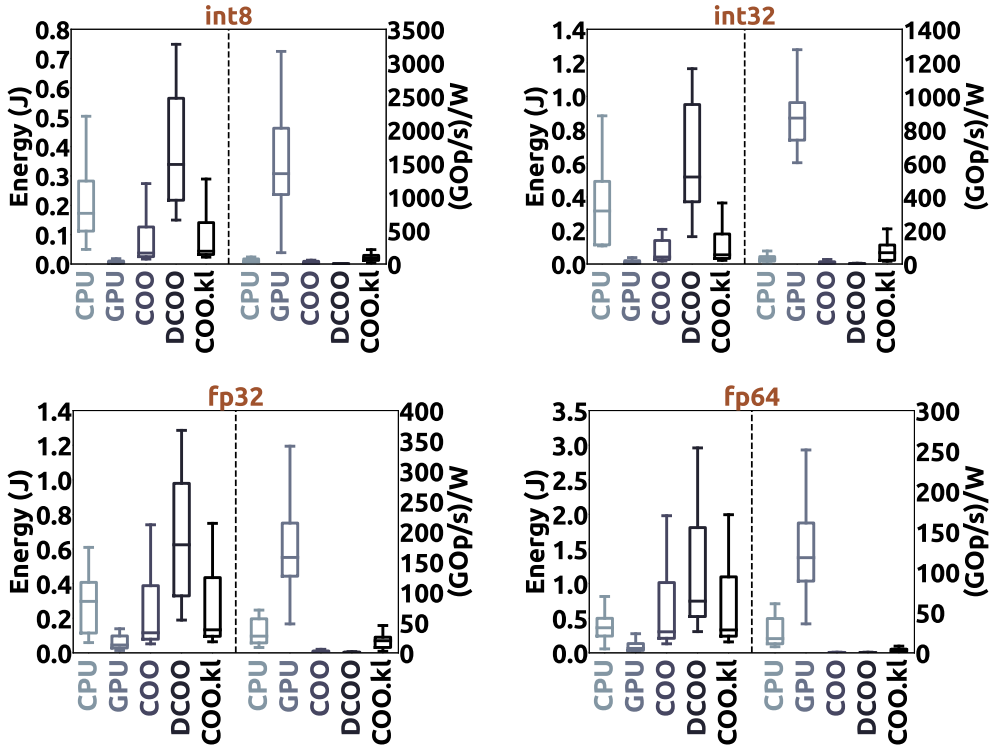 int8
0.8
0.7
0.6
0.5
0.4
0.3
0.2
0.1
0.0
Energy (J)
3500
3000
2500
2000
1500
1000
500
0
(GOp/s)/W
CPU
GPU
COO
DCOO
COO.kl
CPU
GPU
COO
DCOO
COO.kl
int32
1.4
1.2
1.0
0.8
0.6
0.4
0.2
0.0
Energy (J)
1400
1200
1000
800
600
400
200
0
(GOp/s)/W
CPU
GPU
COO
DCOO
COO.kl
CPU
GPU
COO
DCOO
COO.kl
fp32
1.4
1.2
1.0
0.8
0.6
0.4
0.2
0.0
Energy (J)
400
350
300
250
200
150
100
50
0
(GOp/s)/W
CPU
GPU
COO
DCOO
COO.kl
CPU
GPU
COO
DCOO
COO.kl
fp64
3.5
3.0
2.5
2.0
1.5
1.0
0.5
0.0
Energy (J)
300
250
200
150
100
50
0
(GOp/s)/W
CPU
GPU
COO
DCOO
COO.kl
CPU
GPU
COO
DCOO
COO.kl